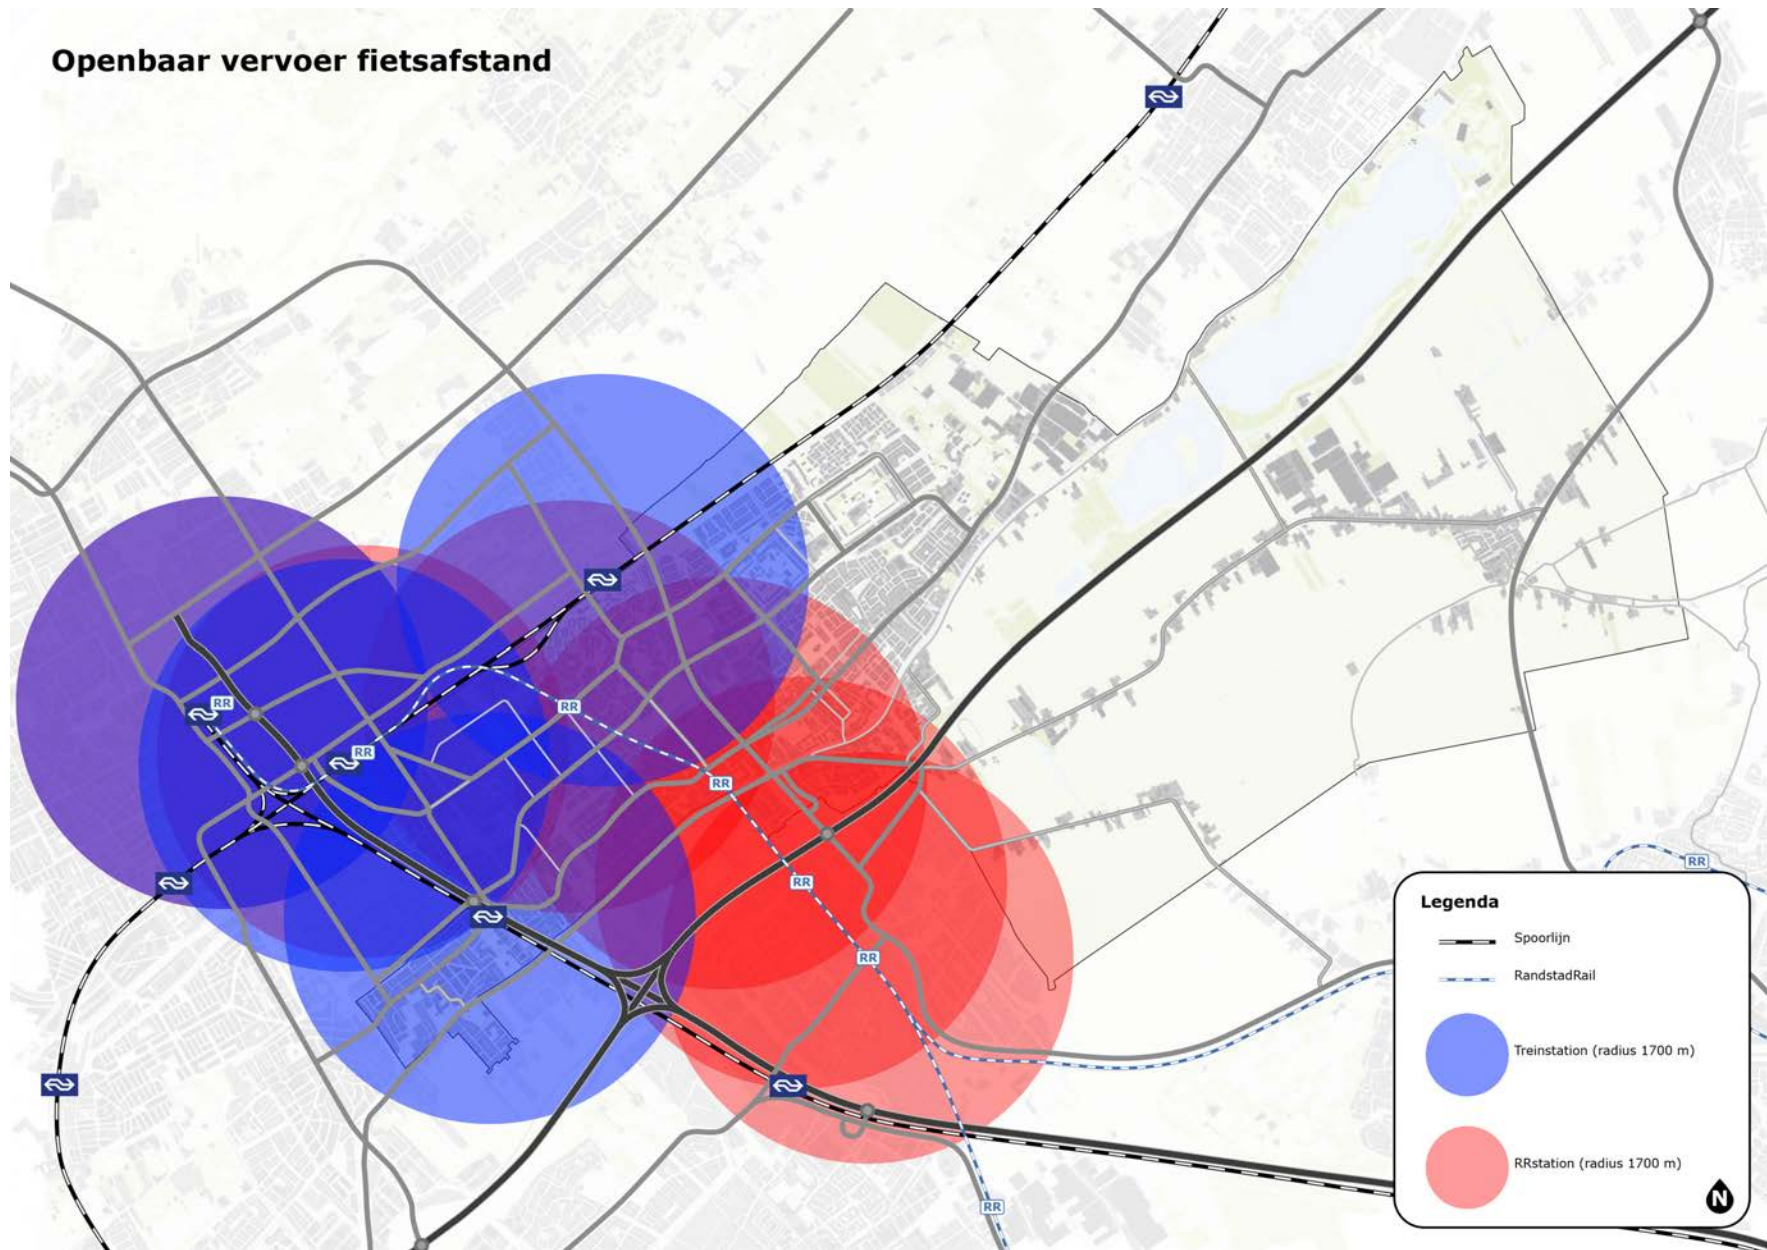 Openbaar vervoer fietsafstand
RR
RR
RR
RR
RR
RR
RR
RR
Legenda
Spoorlijn
RandstadRail
Treinstation (radius 1700 m)
RRstation (radius 1700 m)
N